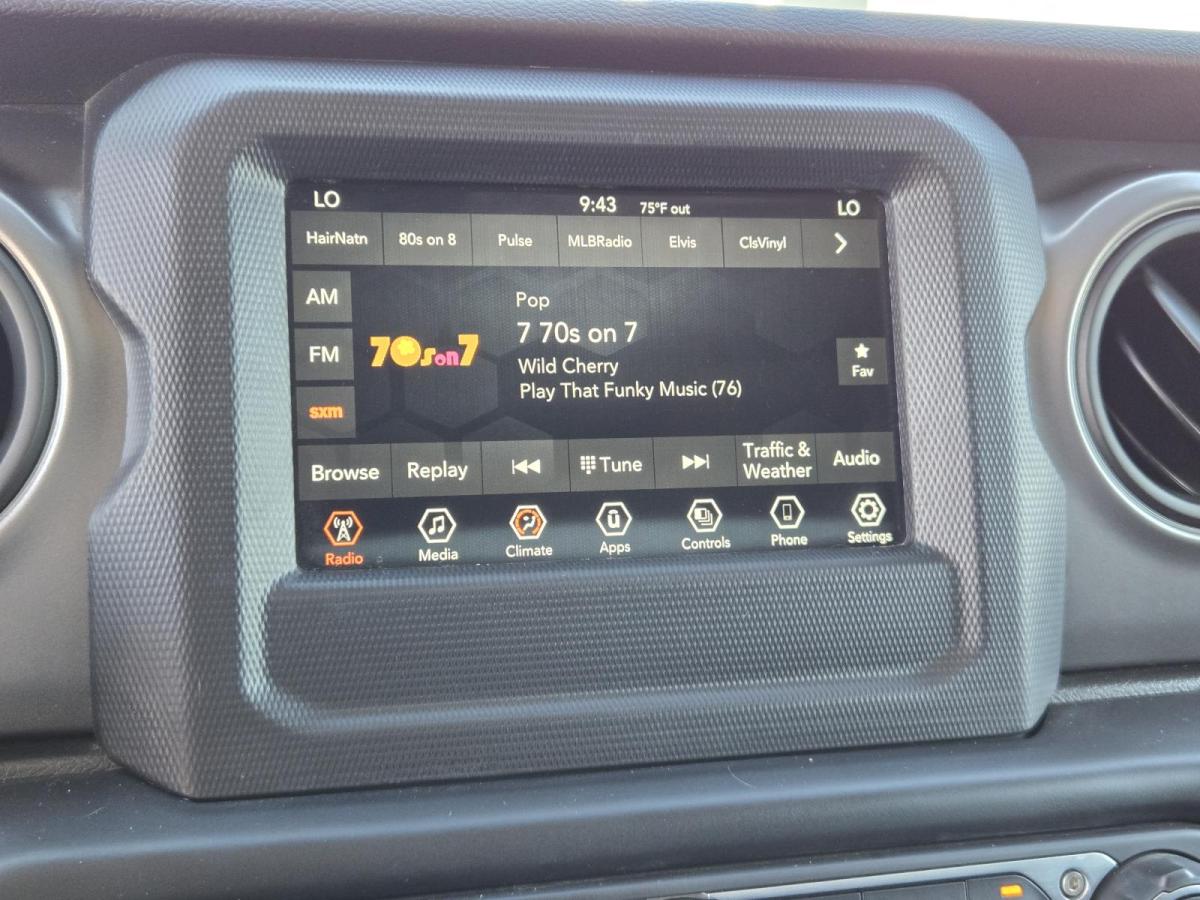 LO 9:43 75°F out LO
HairNatn 80s on 8 Pulse MLBRadio Elvis ClsVinyl
AM
FM
sxm
70s on 7
Pop
7 70s on 7
Wild Cherry
Play That Funky Music (76)
Fav
Browse Replay Tune Traffic & Weather Audio
Radio Media Climate Apps Controls Phone Settings